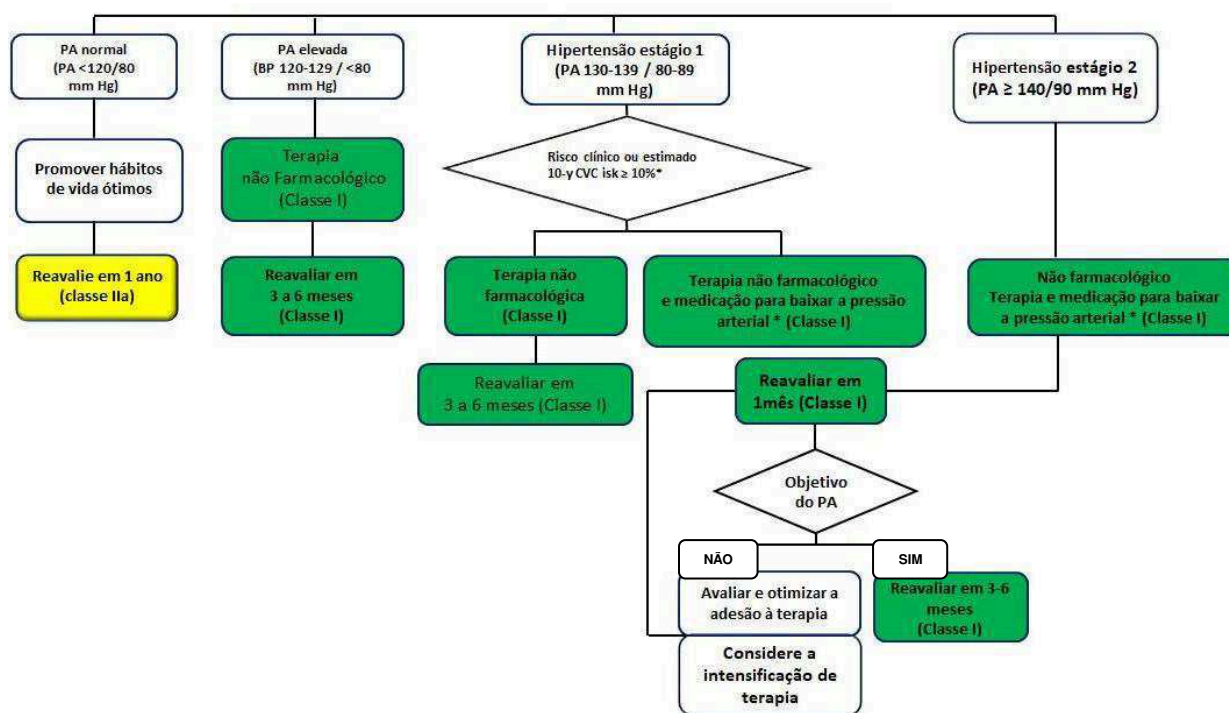 PA normal
(PA <120/80
mm Hg)
PA elevada
(BP 120-129 / <80
mm Hg)
Hipertensão estágio 1
(PA 130-139 / 80-89
mm Hg)
Hipertensão estágio 2
(PA ≥ 140/90 mm Hg)
Promover hábitos
de vida ótimos
Terapia
não Farmacológico
(Classe I)
Risco clínico ou estimado
10-y CVC isk ≥ 10%*
Reavalie em 1 ano
(classe IIa)
Reavaliar em
3 a 6 meses
(Classe I)
Terapia não
farmacológica
(Classe I)
Terapia não farmacológico
e medicação para baixar a pressão
arterial * (Classe I)
Não farmacológico
Terapia e medicação para baixar
a pressão arterial * (Classe I)
Reavaliar em
3 a 6 meses (Classe I)
Reavaliar em
1mês (Classe I)
Objetivo
do PA
NÃO
SIM
Avaliar e otimizar a
adesão à terapia
Reavaliar em 3-6
meses
(Classe I)
Considere a
intensificação de
terapia